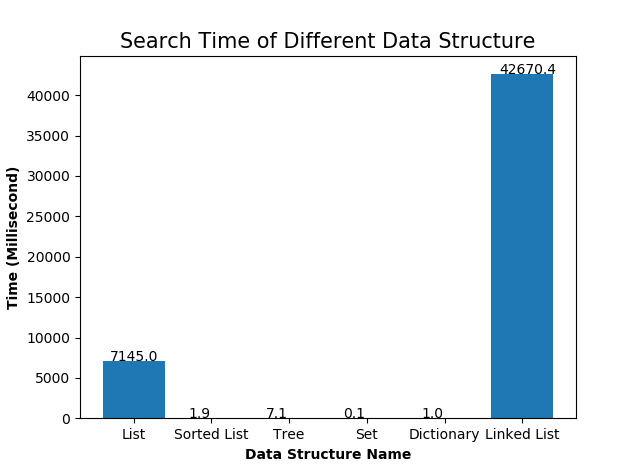 Search Time of Different Data Structure
42670.4
40000
35000
30000
25000
20000
15000
10000
5000
0
Time (Millisecond)
7145.0
1.9
7.1
0.1
1.0
List
Sorted List
Tree
Set
Dictionary
Linked List
Data Structure Name